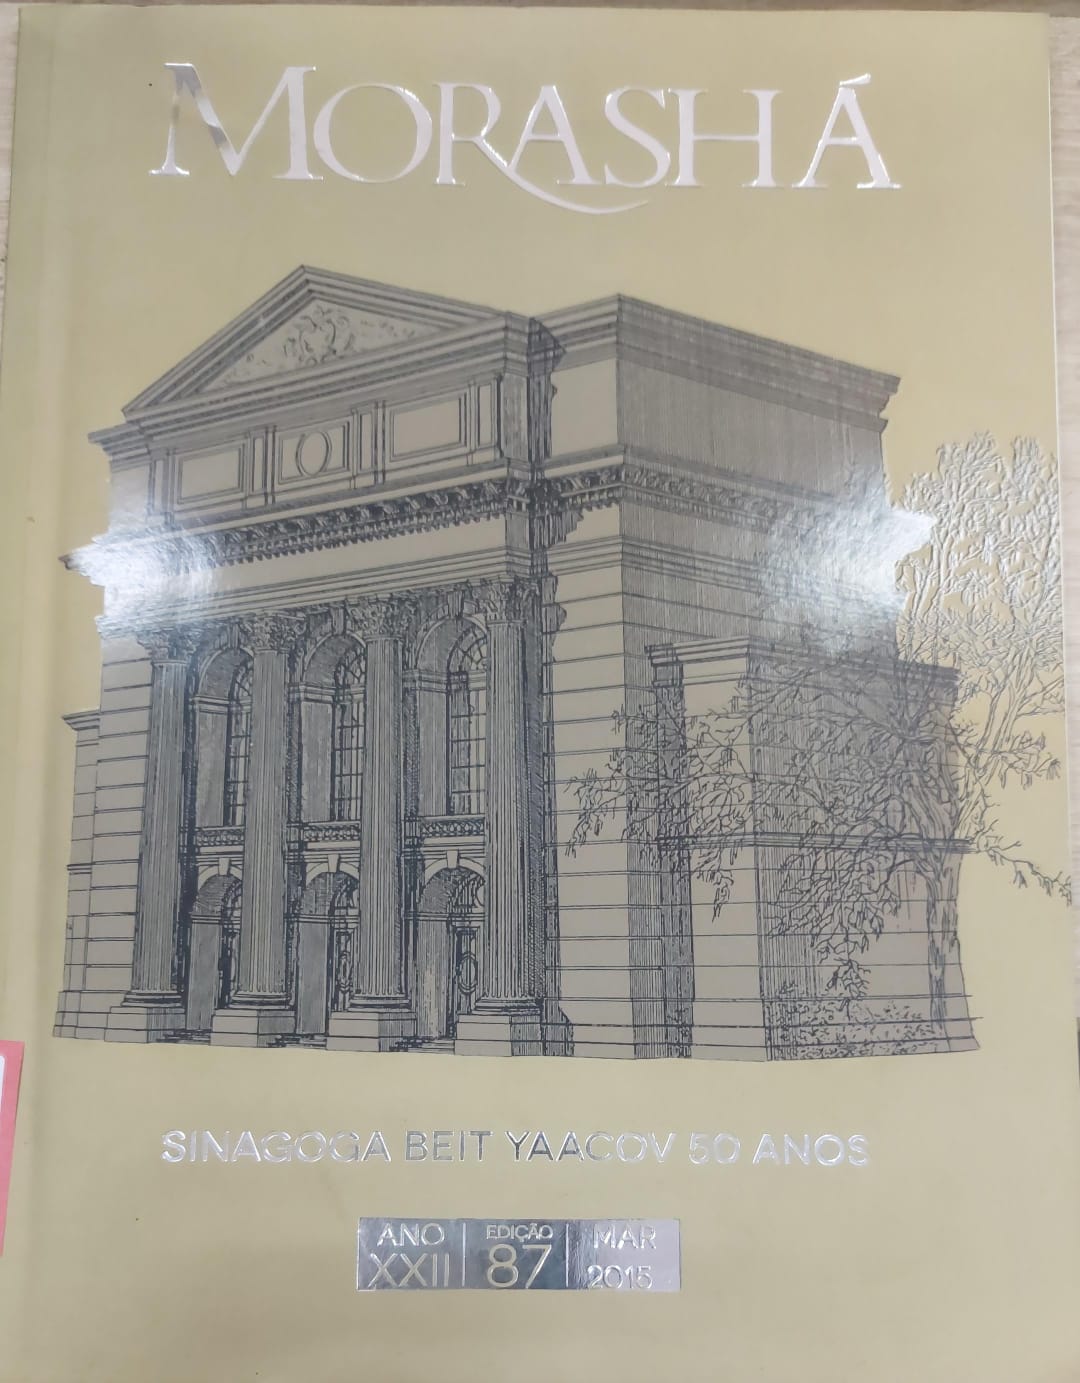 MORASHÁ
SINAGOGA BEIT YAACOV 50 ANOS
ANO
XXII
EDIÇÃO
87
MAR
2015